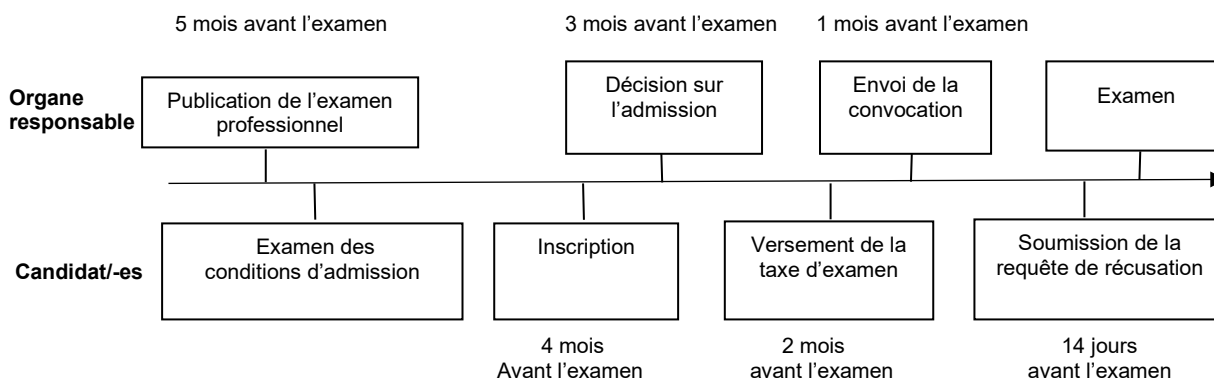 5 mois avant l’examen
3 mois avant l’examen
1 mois avant l’examen
Organe
responsable
Publication de l’examen
professionnel
Décision sur
l’admission
Envoi de la
convocation
Examen
Candidat/-es
Examen des
conditions d’admission
Inscription
Versement de la
taxe d’examen
Soumission de la
requête de récusation
4 mois
Avant l’examen
2 mois
avant l’examen
14 jours
avant l’examen